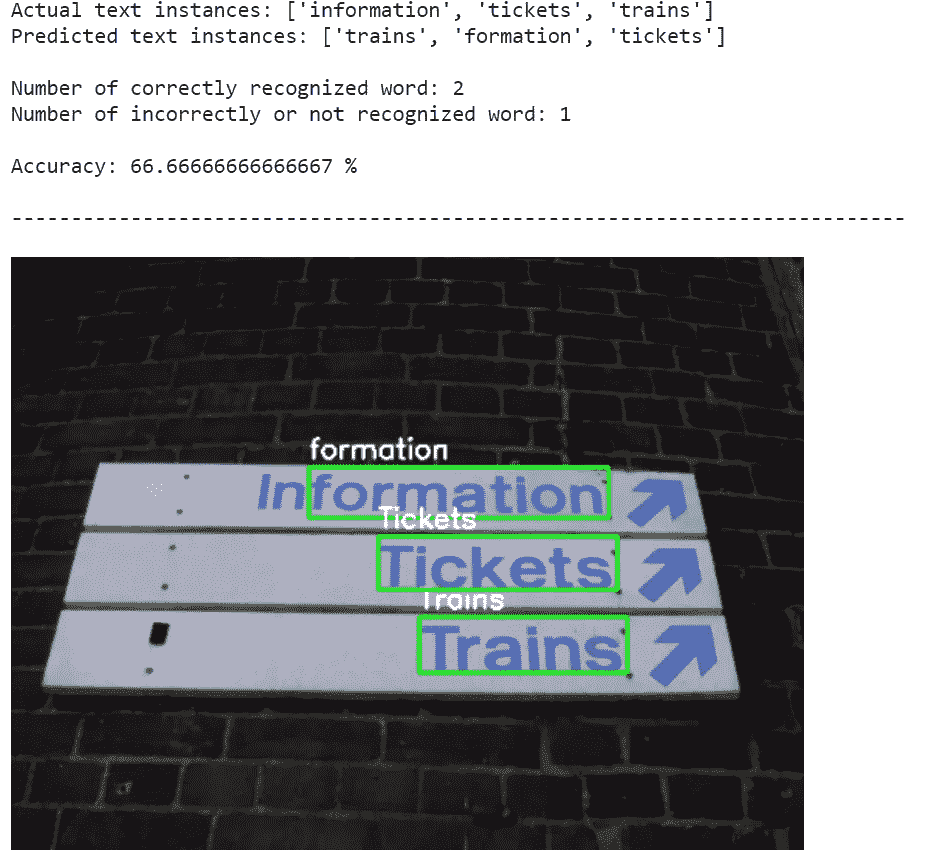 Actual text instances: ['information', 'tickets', 'trains']
Predicted text instances: ['trains', 'formation', 'tickets']
Number of correctly recognized word: 2
Number of incorrectly or not recognized word: 1
Accuracy: 66.66666666666667 %
--------------------------------------------------------------------------
formation
Information
Tickets
Tickets
Trains
Trains